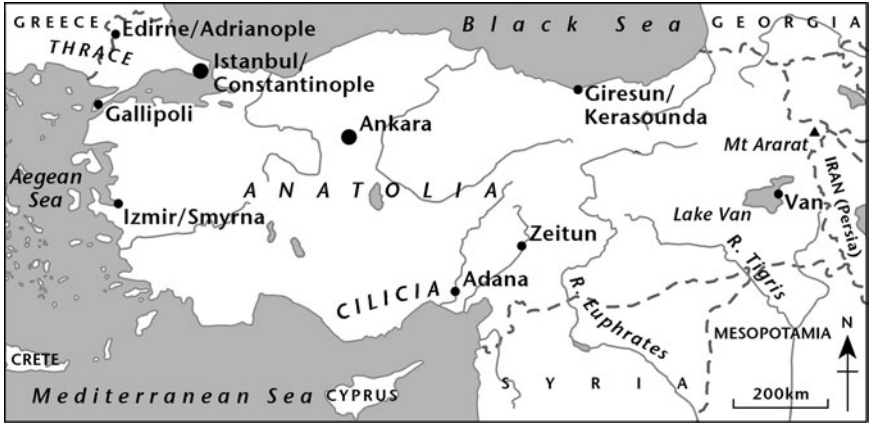 GREECE
THRACE
Edirne/Adrianople
Istanbul/
Constantinople
Gallipoli
Black Sea
GEORGIA
Giresun/
Kerasounda
Ankara
Mt Ararat
IRAN (Persia)
Aegean
Sea
ANATOLIA
Izmir/Smyrna
Lake Van
Van
Zeitun
Adana
CILICIA
R. Euphrates
R. Tigris
MESOPOTAMIA
N
CRETE
Mediterranean Sea
CYPRUS
SYRIA
200km